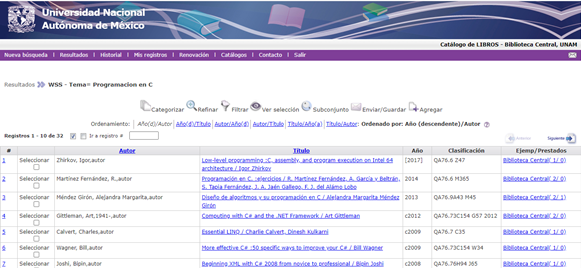 Universidad Nacional
Autónoma de México
Catálogo de LIBROS - Biblioteca Central, UNAM
Nueva búsqueda | Resultados | Historial | Mis registros | Renovación | Catálogos | Contacto | Salir
Resultados WSS - Tema= Programacion en C
Categorizar Refinar Filtrar Ver selección Subconjunto Enviar/Guardar Agregar
Ordenamiento: Año(d)/Autor Año(d)/Título Autor/Año(d) Autor/Título Título/Año(a) Título/Autor: Ordenado por: Año (descendente)/Autor
Registros 1 - 10 de 32 Ir a registro # Siguiente
# Autor Título Año Clasificación Ejemp/Prestados
1 Seleccionar Zhirkov, Igor,autor Low-level programming :C, assembly, and program execution on Intel 64 [2017] QA76.6 Z47 Biblioteca Central( 1/ 0)
architecture / Igor Zhirkov
2 Seleccionar Martínez Fernández, R.,autor Programación en C. :ejercicios / R. Martínez Fernández, A. García y Beltrán, 2014 QA76.6 M365 Biblioteca Central( 2/ 0)
S. Tapia Fernández, J. A. Jaén Gallego, F. J. del Álamo Lobo
3 Seleccionar Méndez Girón, Alejandra Margarita,autor Diseño de algoritmos y su programación en C / Alejandra Margarita Méndez 2013 QA9.9A43 M45 Biblioteca Central( 2/ 1)
Girón
4 Seleccionar Gittleman, Art,1941-,autor Computing with C# and the .NET Framework / Art Gittleman c2012 QA76.73C154 G57 2012 Biblioteca Central( 2/ 0)
5 Seleccionar Calvert, Charles,autor Essential LINQ / Charlie Calvert, Dinesh Kulkarni c2009 QA76.7 C35 Biblioteca Central( 1/ 0)
6 Seleccionar Wagner, Bill,autor More effective C# :50 specific ways to improve your C# / Bill Wagner c2009 QA76.73C154 W34 Biblioteca Central( 1/ 0)
7 Seleccionar Joshi, Bipin,autor Beginning XML with C# 2008 from novice to professional / Bipin Joshi c2008 QA76.76H94 J65 Biblioteca Central( 1/ 0)